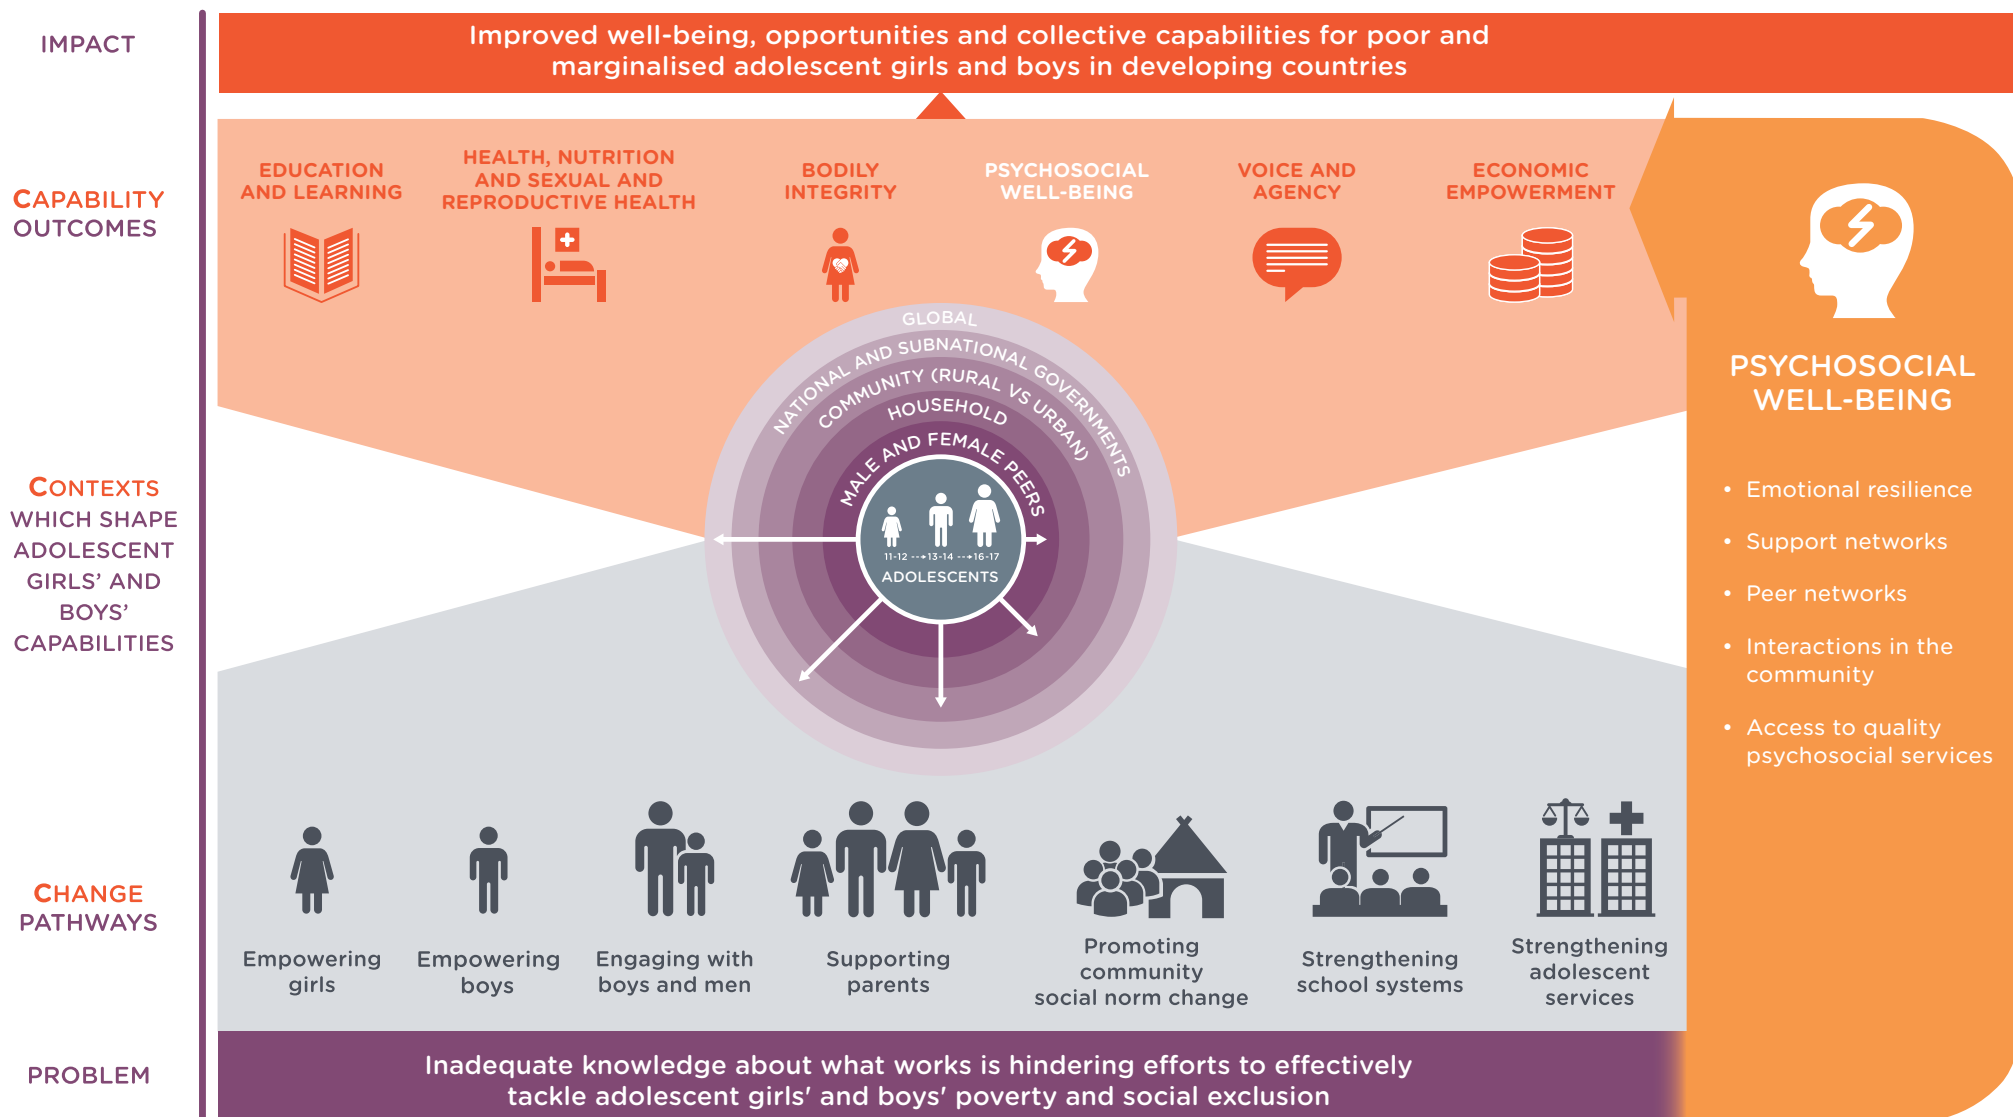 IMPACT
Improved well-being, opportunities and collective capabilities for poor and
marginalised adolescent girls and boys in developing countries
CAPABILITY
OUTCOMES
EDUCATION
AND LEARNING
HEALTH, NUTRITION
AND SEXUAL AND
REPRODUCTIVE HEALTH
BODILY
INTEGRITY
PSYCHOSOCIAL
WELL-BEING
VOICE AND
AGENCY
ECONOMIC
EMPOWERMENT
CONTEXTS
WHICH SHAPE
ADOLESCENT
GIRLS’ AND
BOYS’
CAPABILITIES
GLOBAL
NATIONAL AND SUBNATIONAL GOVERNMENTS
COMMUNITY (RURAL VS URBAN)
HOUSEHOLD
MALE AND FEMALE PEERS
11-12 --→ 13-14 --→ 16-17
ADOLESCENTS
CHANGE
PATHWAYS
Empowering
girls
Empowering
boys
Engaging with
boys and men
Supporting
parents
Promoting
community
social norm change
Strengthening
school systems
Strengthening
adolescent
services
PROBLEM
Inadequate knowledge about what works is hindering efforts to effectively
tackle adolescent girls' and boys' poverty and social exclusion
PSYCHOSOCIAL
WELL-BEING
• Emotional resilience
• Support networks
• Peer networks
• Interactions in the
community
• Access to quality
psychosocial services